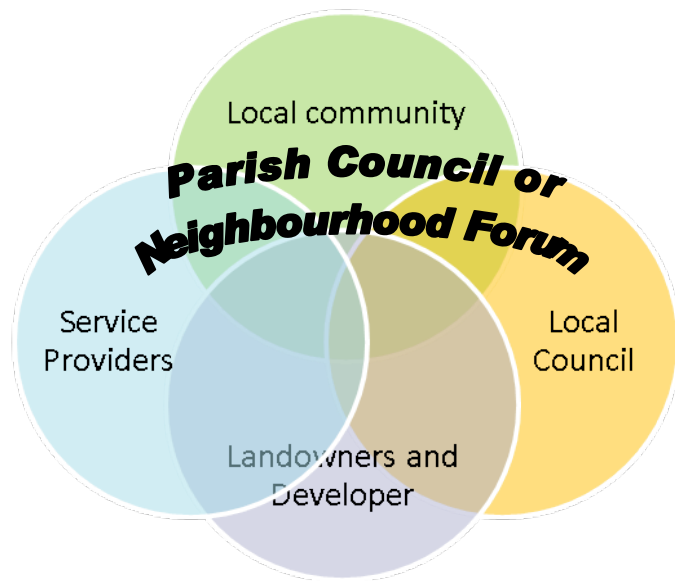 Local community
Parish Council or
Neighbourhood Forum
Service
Providers
Local
Council
Landowners and
Developer